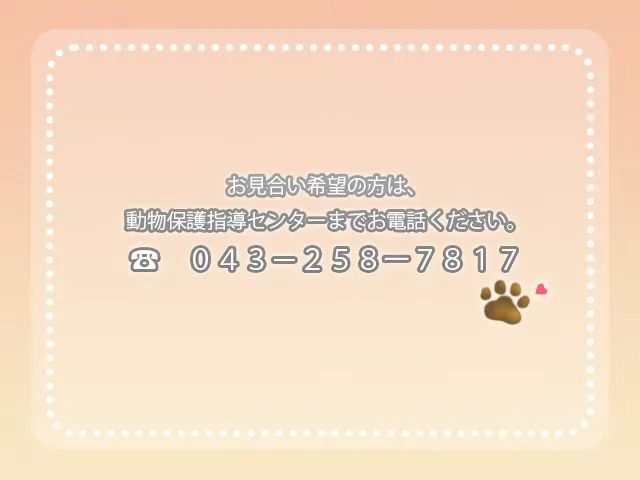 お見合い希望の方は、
動物保護指導センターまでお電話ください。
☎　０４３－２５８－７８１７